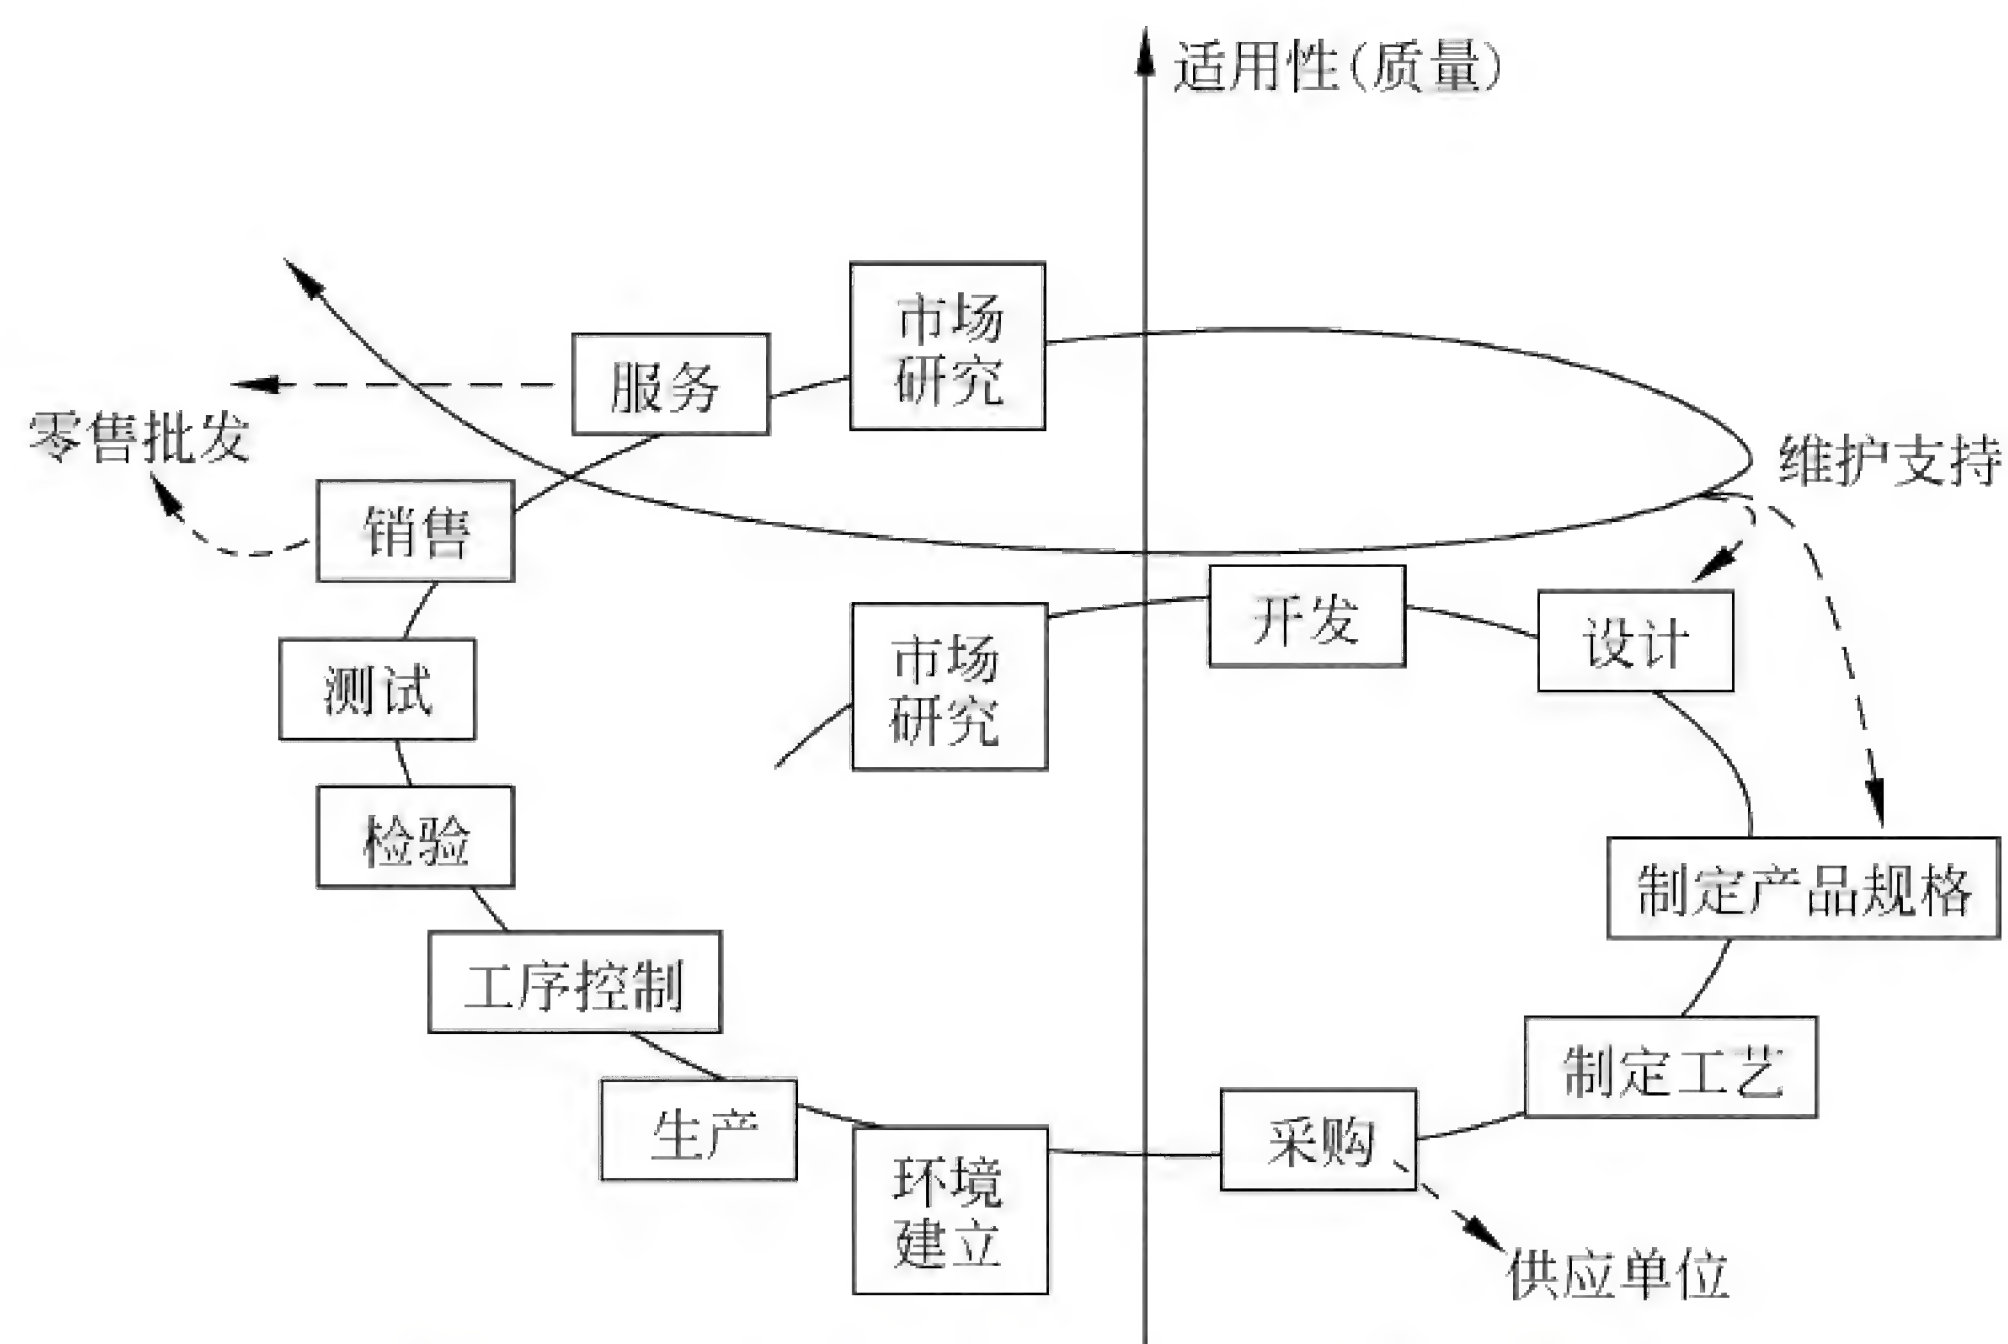 适用性(质量)
市场
研究
服务
零售批发
维护支持
销售
开发
设计
测试
市场
研究
检验
制定产品规格
工序控制
制定工艺
生产
采购
环境
建立
供应单位